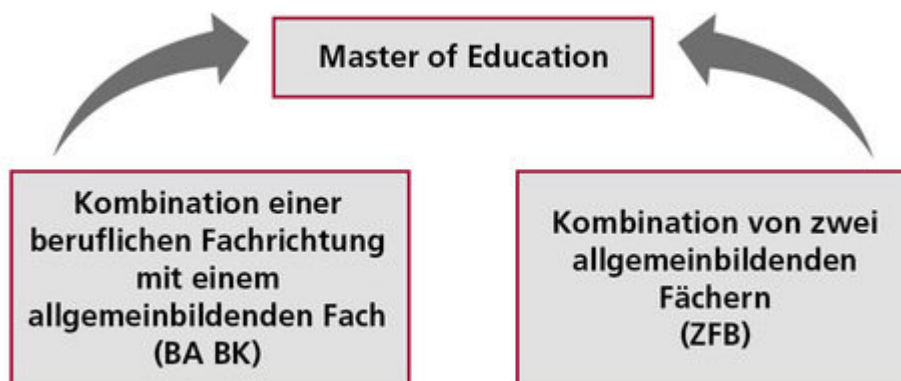 Master of Education
Kombination einer
beruflichen Fachrichtung
mit einem
allgemeinbildenden Fach
(BA BK)
Kombination von zwei
allgemeinbildenden
Fächern
(ZFB)